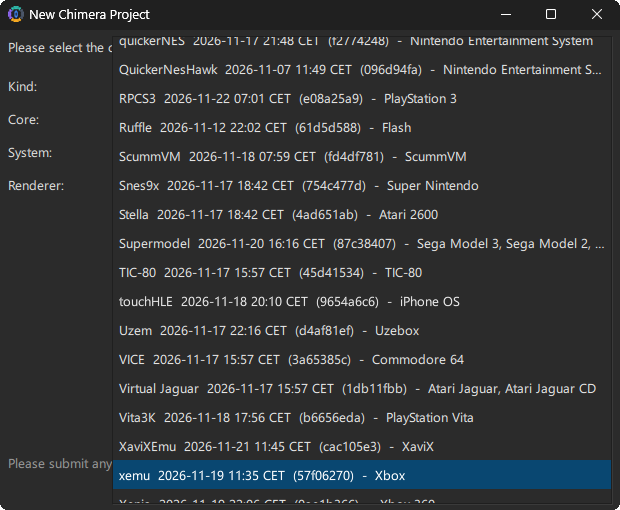 New Chimera Project
Please select the c
quickerNES 2026-11-17 21:48 CET (f2774248) - Nintendo Entertainment System
QuickerNesHawk 2026-11-07 11:49 CET (096d94fa) - Nintendo Entertainment S...
Kind:
RPCS3 2026-11-22 07:01 CET (e08a25a9) - PlayStation 3
Core:
Ruffle 2026-11-12 22:02 CET (61d5d588) - Flash
System:
ScummVM 2026-11-18 07:59 CET (fd4df781) - ScummVM
Renderer:
Snes9x 2026-11-17 18:42 CET (754c477d) - Super Nintendo
Stella 2026-11-17 18:42 CET (4ad651ab) - Atari 2600
Supermodel 2026-11-20 16:16 CET (87c38407) - Sega Model 3, Sega Model 2, ...
TIC-80 2026-11-17 15:57 CET (45d41534) - TIC-80
touchHLE 2026-11-18 20:10 CET (9654a6c6) - iPhone OS
Uzem 2026-11-17 22:16 CET (d4af81ef) - Uzebox
VICE 2026-11-17 15:57 CET (3a65385c) - Commodore 64
Virtual Jaguar 2026-11-17 15:57 CET (1db11fbb) - Atari Jaguar, Atari Jaguar CD
Vita3K 2026-11-18 17:56 CET (b6656eda) - PlayStation Vita
XaviXEmu 2026-11-21 11:45 CET (cac105e3) - XaviX
Please submit any
xemu 2026-11-19 11:35 CET (57f06270) - Xbox